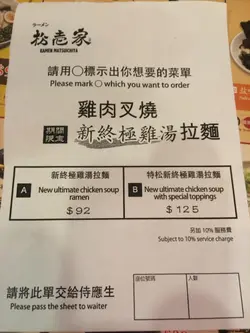 ラーメン
松壱家
RAMEN MATSUICHIYA
請用○標示出你想要的菜單
Please mark ○ which you want to order
雞肉叉燒
期間限定 新終極雞湯拉麵
A 新終極雞湯拉麵
New ultimate chicken soup
ramen
$92
B 特松新終極雞湯拉麵
New ultimate chicken soup
with special toppings
$125
另加 10% 服務費
Subject to 10% service charge
座位號碼
人數
請將此單交給侍應生
Please pass the sheet to waiter